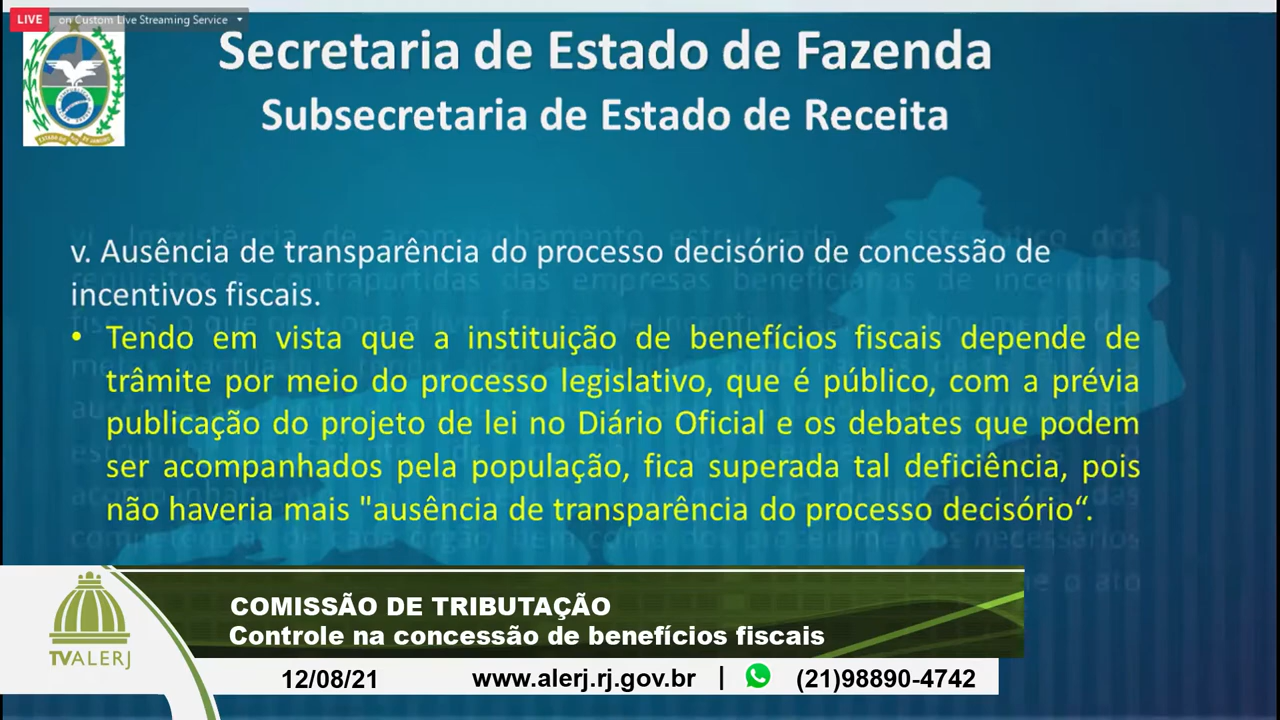 LIVE on Custom Live Streaming Service
Secretaria de Estado de Fazenda
Subsecretaria de Estado de Receita
v. Ausência de transparência do processo decisório de concessão de
incentivos fiscais.
• Tendo em vista que a instituição de benefícios fiscais depende de
trâmite por meio do processo legislativo, que é público, com a prévia
publicação do projeto de lei no Diário Oficial e os debates que podem
ser acompanhados pela população, fica superada tal deficiência, pois
não haveria mais "ausência de transparência do processo decisório“.
COMISSÃO DE TRIBUTAÇÃO
Controle na concessão de benefícios fiscais
TVALERJ
12/08/21 www.alerj.rj.gov.br | (21)98890-4742